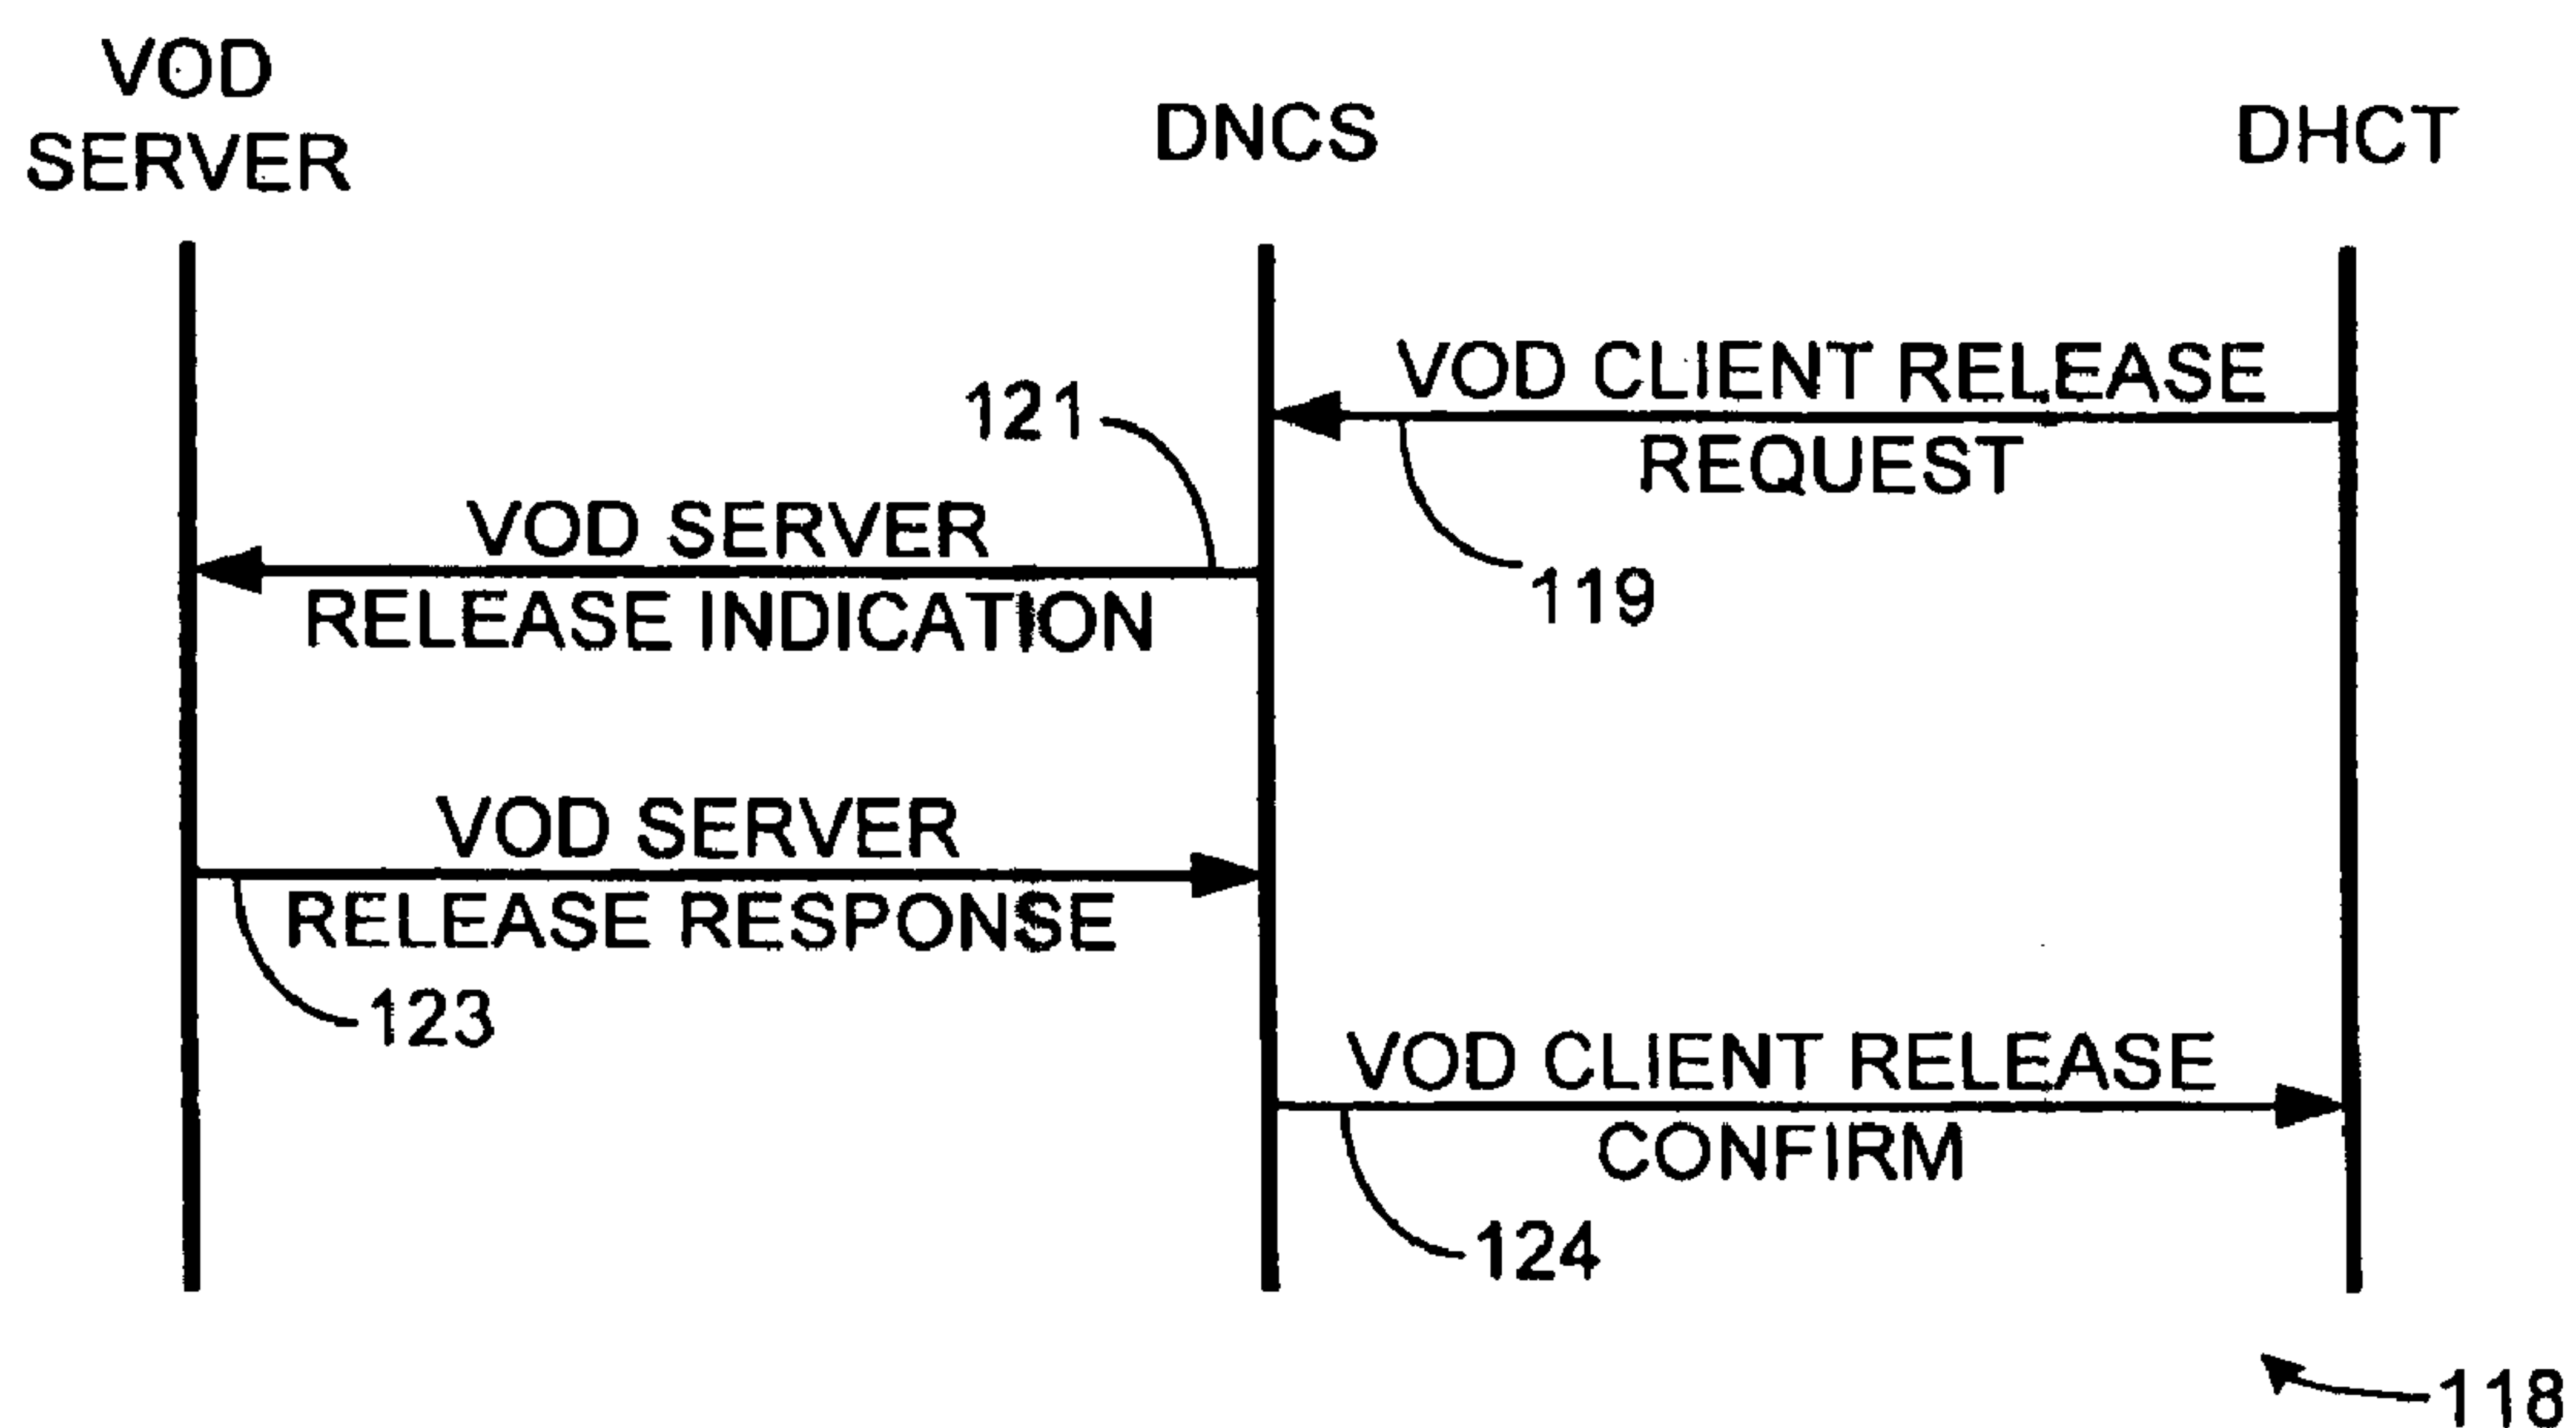 VOD
SERVER
DNCS
DHCT
VOD CLIENT RELEASE
REQUEST
119
121
VOD SERVER
RELEASE INDICATION
VOD SERVER
RELEASE RESPONSE
123
VOD CLIENT RELEASE
CONFIRM
124
118